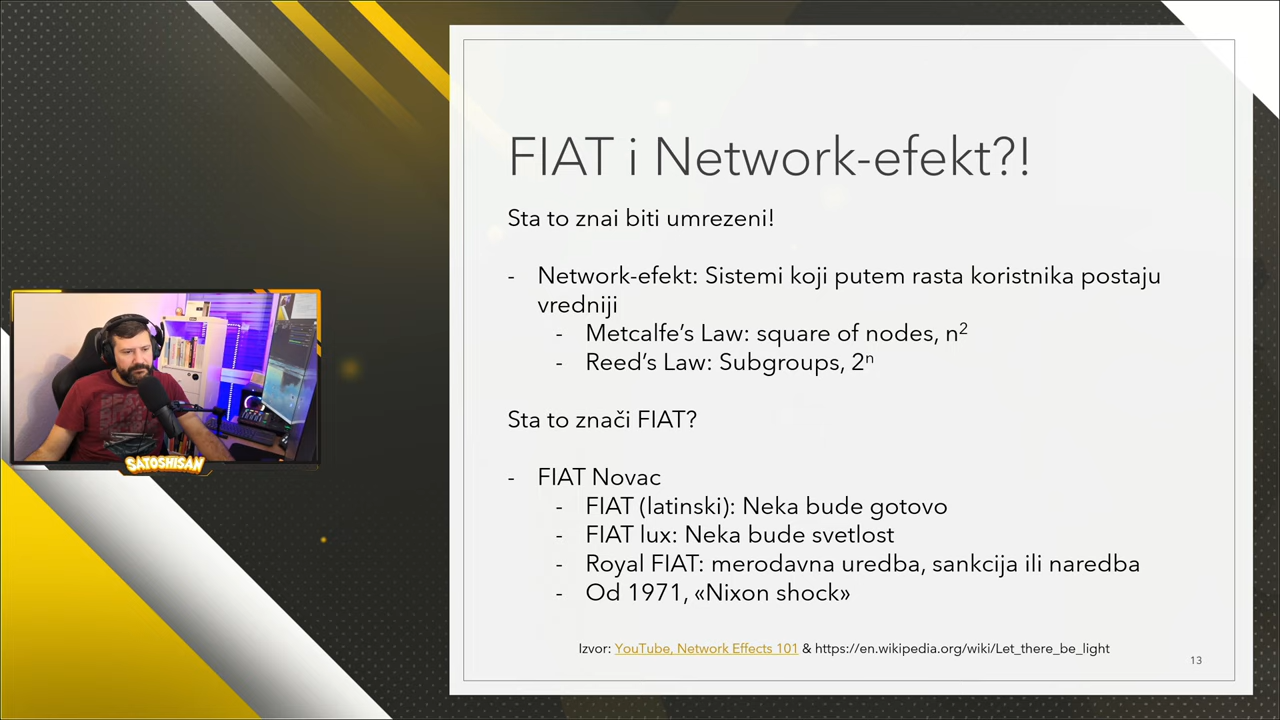 FIAT i Network-efekt?!
Sta to znai biti umrezeni!
- Network-efekt: Sistemi koji putem rasta koristnika postaju
vredniji
- Metcalfe’s Law: square of nodes, n²
- Reed’s Law: Subgroups, 2ⁿ
Sta to znači FIAT?
- FIAT Novac
- FIAT (latinski): Neka bude gotovo
- FIAT lux: Neka bude svetlost
- Royal FIAT: merodavna uredba, sankcija ili naredba
- Od 1971, «Nixon shock»
Izvor: YouTube, Network Effects 101 & https://en.wikipedia.org/wiki/Let_there_be_light
13
SATOSHISAN